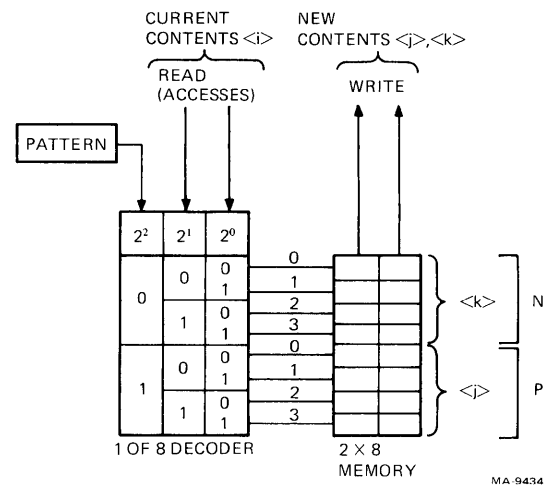 CURRENT
CONTENTS <i>
NEW
CONTENTS <j>,<k>
READ
(ACCESSES)
WRITE
PATTERN
2² 2¹ 2⁰
0 0 0
1
1 0
1
1 0 0
1
1 0
1
0
1
2
3
0
1
2
3
<k> N
<j> P
1 OF 8 DECODER
2 X 8
MEMORY
MA-9434